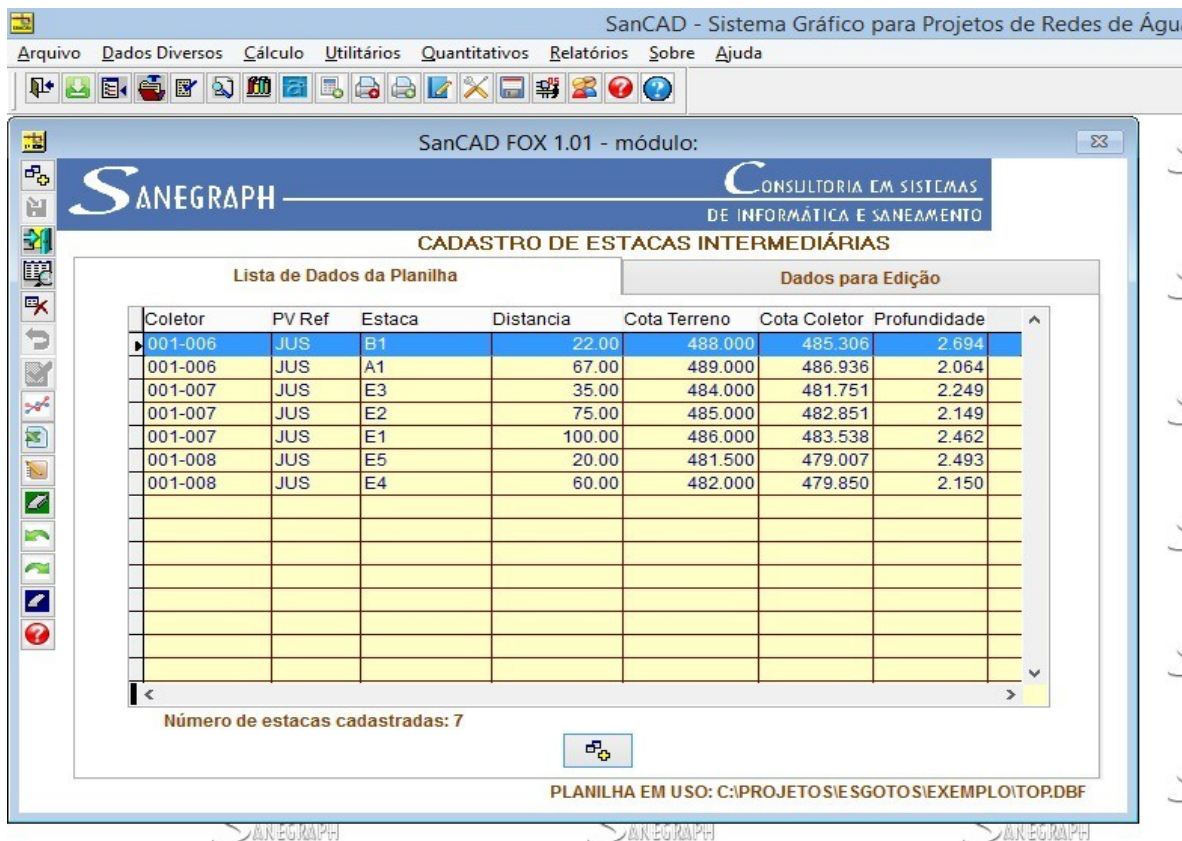 SanCAD - Sistema Gráfico para Projetos de Redes de Água
Arquivo Dados Diversos Cálculo Utilitários Quantitativos Relatórios Sobre Ajuda
SanCAD FOX 1.01 - módulo:
SANEGRAPH
CONSULTORIA EM SISTEMAS
DE INFORMÁTICA E SANEAMENTO
CADASTRO DE ESTACAS INTERMEDIÁRIAS
Lista de Dados da Planilha Dados para Edição
Coletor PV Ref Estaca Distancia Cota Terreno Cota Coletor Profundidade
001-006 JUS B1 22.00 488.000 485.306 2.694
001-006 JUS A1 67.00 489.000 486.936 2.064
001-007 JUS E3 35.00 484.000 481.751 2.249
001-007 JUS E2 75.00 485.000 482.851 2.149
001-007 JUS E1 100.00 486.000 483.538 2.462
001-008 JUS E5 20.00 481.500 479.007 2.493
001-008 JUS E4 60.00 482.000 479.850 2.150
Número de estacas cadastradas: 7
PLANILHA EM USO: C:\PROJETOS\ESGOTOS\EXEMPLO\TOP.DBF
SANEGRAPH SANEGRAPH SANEGRAPH